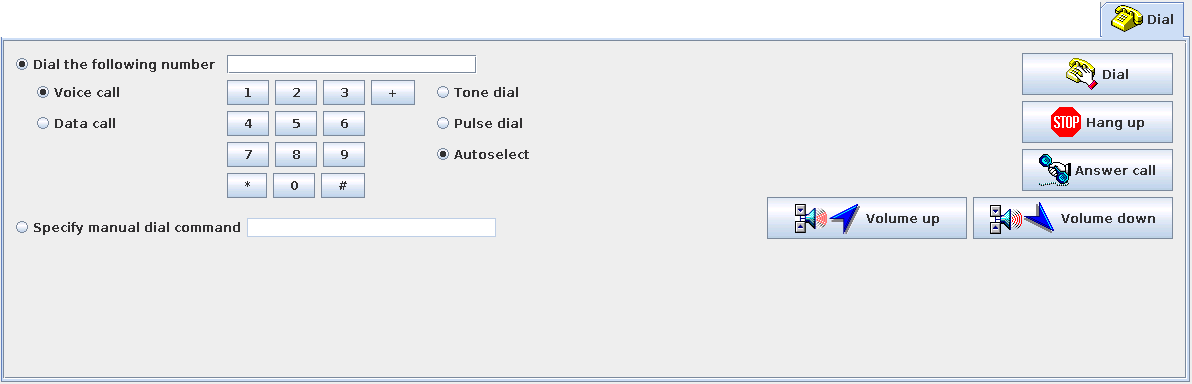 Dial
Dial the following number
Dial
Voice call 1 2 3 + Tone dial
Data call 4 5 6 Pulse dial
STOP Hang up
7 8 9 Autoselect
Answer call
* 0 #
Specify manual dial command
Volume up Volume down